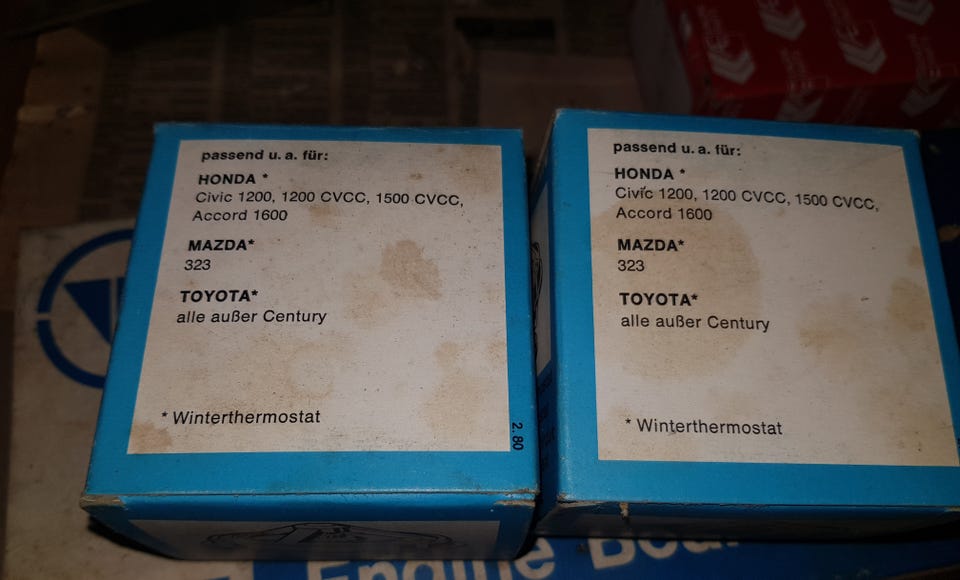 passend u. a. für:
HONDA *
Civic 1200, 1200 CVCC, 1500 CVCC,
Accord 1600
MAZDA*
323
TOYOTA*
alle außer Century
* Winterthermostat
2.80
passend u. a. für:
HONDA *
Civic 1200, 1200 CVCC, 1500 CVCC,
Accord 1600
MAZDA*
323
TOYOTA*
alle außer Century
* Winterthermostat
Engine